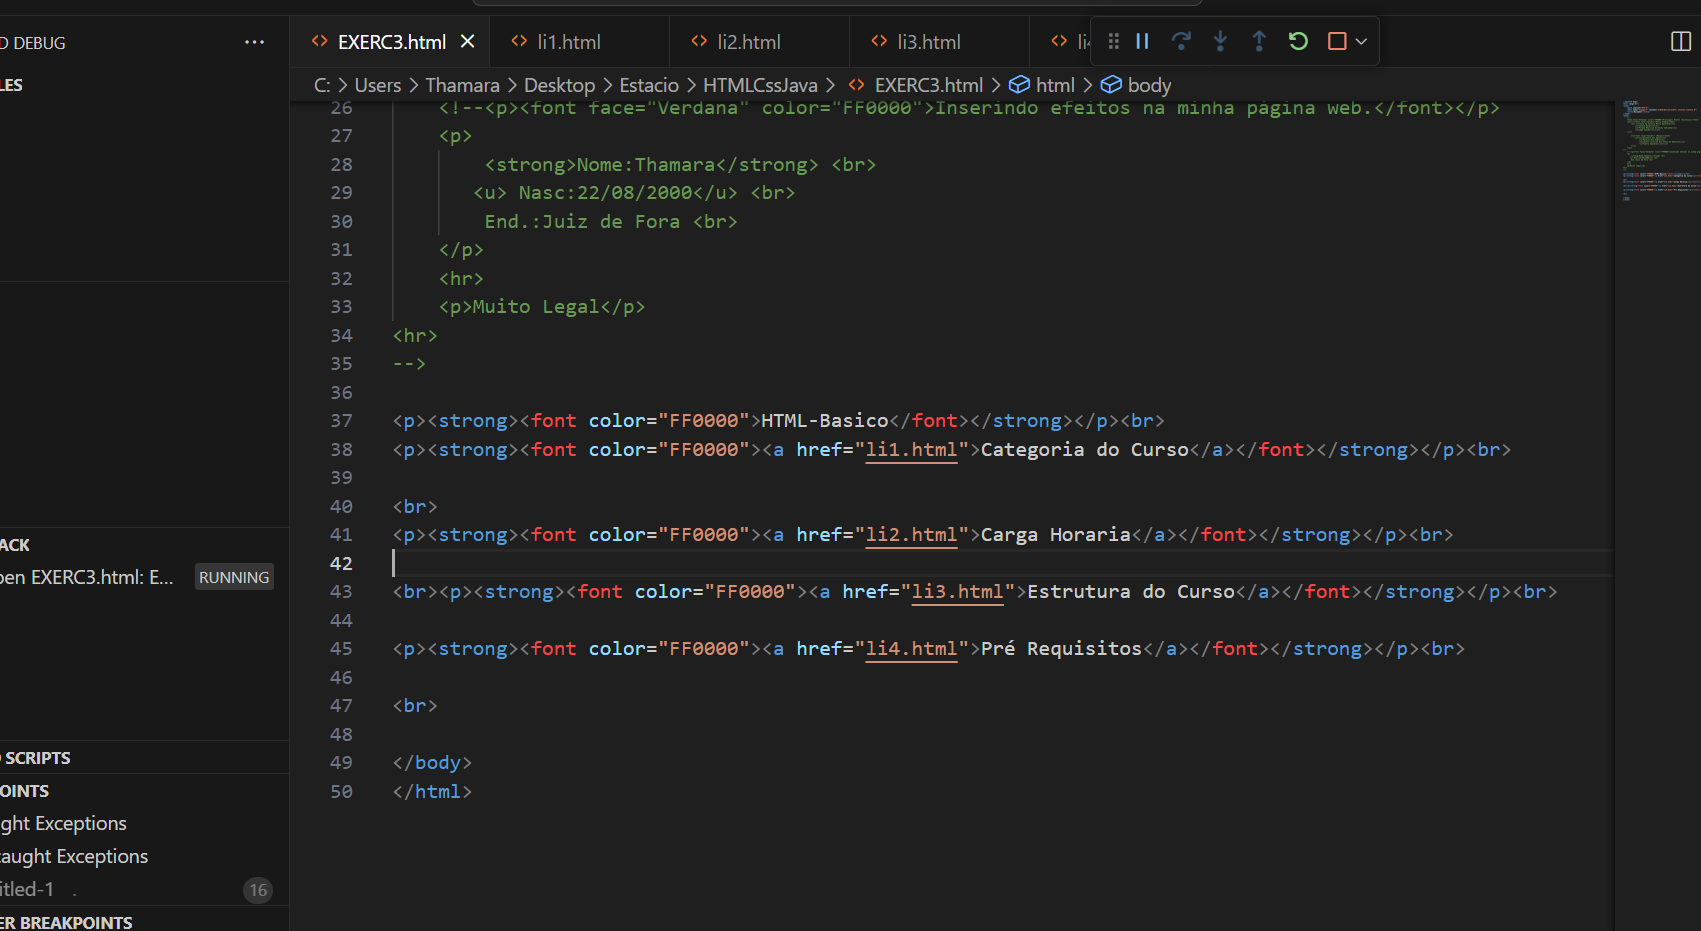 D DEBUG
LES
EXERC3.html
li1.html
li2.html
li3.html
li4
C: > Users > Thamara > Desktop > Estacio > HTMLCssJava > EXERC3.html > html > body
26 <!--<p><font face="Verdana" color="FF0000">Inserindo efeitos na minha página web.</font></p>
27 <p>
28 <strong>Nome:Thamara</strong> <br>
29 <u> Nasc:22/08/2000</u> <br>
30 End.:Juiz de Fora <br>
31 </p>
32 <hr>
33 <p>Muito Legal</p>
34 <hr>
35 -->
36
37 <p><strong><font color="FF0000">HTML-Basico</font></strong></p><br>
38 <p><strong><font color="FF0000"><a href="li1.html">Categoria do Curso</a></font></strong></p><br>
39
40 <br>
41 <p><strong><font color="FF0000"><a href="li2.html">Carga Horaria</a></font></strong></p><br>
42
43 <br><p><strong><font color="FF0000"><a href="li3.html">Estrutura do Curso</a></font></strong></p><br>
44
45 <p><strong><font color="FF0000"><a href="li4.html">Pré Requisitos</a></font></strong></p><br>
46
47 <br>
48
49 </body>
50 </html>
ACK
pen EXERC3.html: E... RUNNING
SCRIPTS
OINTS
ght Exceptions
caught Exceptions
itled-1 . 16
ER BREAKPOINTS